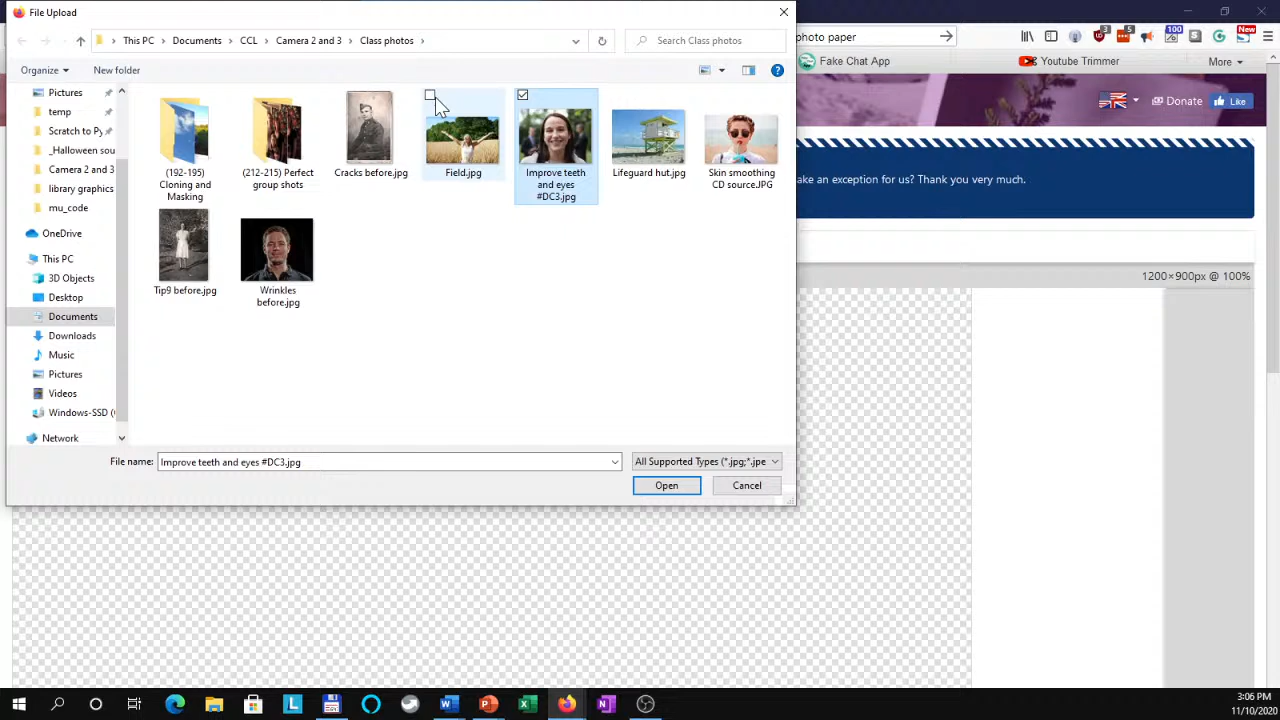 File Upload
This PC > Documents > CCL > Camera 2 and 3 > Class photos
Search Class photos
photo paper
3
5
100
New
Organize
New folder
Fake Chat App
Youtube Trimmer
More
Donate
Like
ake an exception for us? Thank you very much.
1200×900px @ 100%
Pictures
temp
Scratch to Py
_Halloween sou
Camera 2 and 3
library graphics
mu_code
OneDrive
This PC
3D Objects
Desktop
Documents
Downloads
Music
Pictures
Videos
Windows-SSD (
Network
(192-195)
Cloning and
Masking
(212-215) Perfect
group shots
Cracks before.jpg
Field.jpg
Improve teeth
and eyes
#DC3.jpg
Lifeguard hut.jpg
Skin smoothing
CD source.JPG
Tip9 before.jpg
Wrinkles
before.jpg
File name:
Improve teeth and eyes #DC3.jpg
All Supported Types (*.jpg;*.jpe
Open
Cancel
3:06 PM
11/10/2020